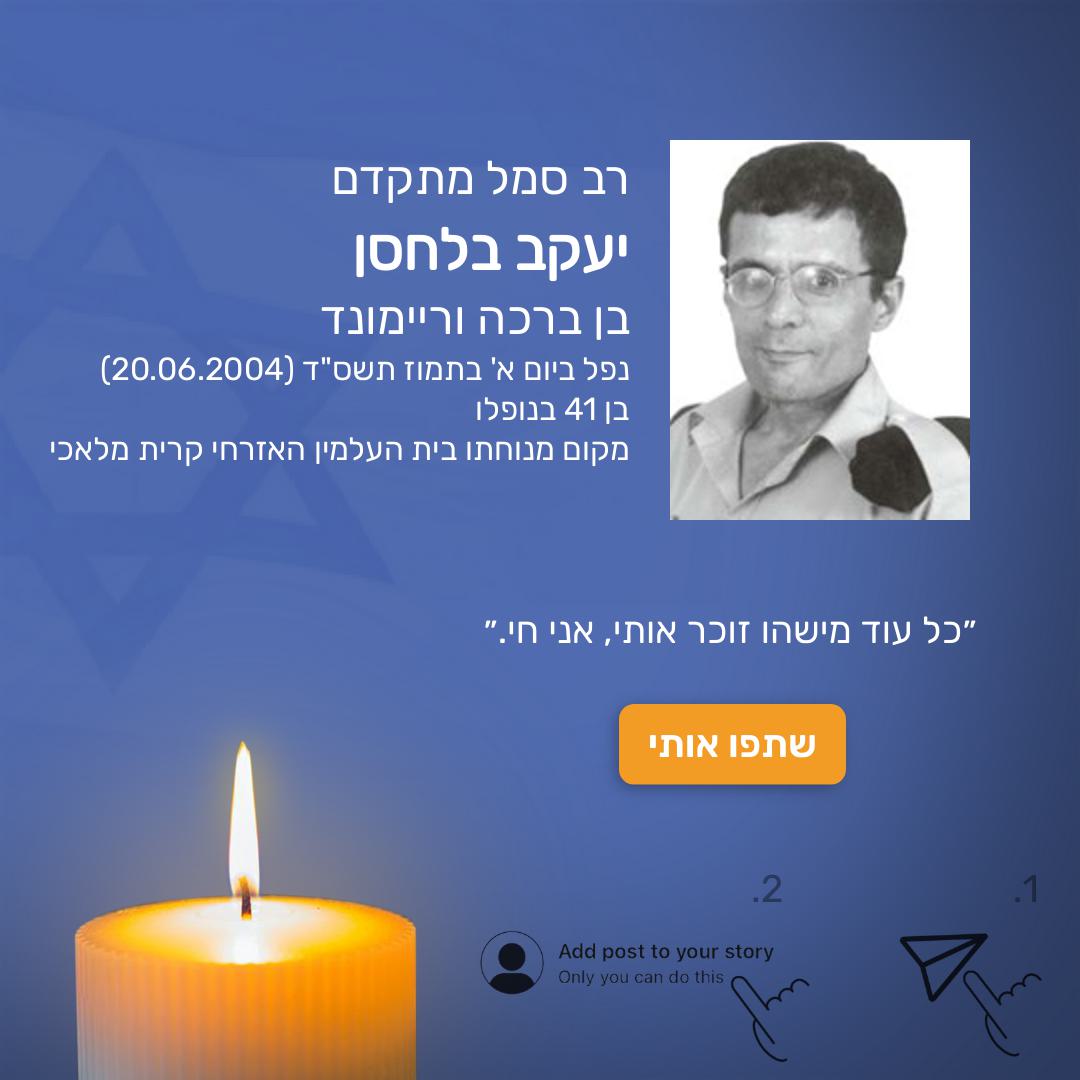 רב סמל מתקדם
יעקב בלחסן
בן ברכה וריימונד
נפל ביום א' בתמוז תשס"ד (20.06.2004)
בן 41 בנופלו
מקום מנוחתו בית העלמין האזרחי קרית מלאכי
״כל עוד מישהו זוכר אותי, אני חי.״
שתפו אותי
1.
2.
Add post to your story
Only you can do this